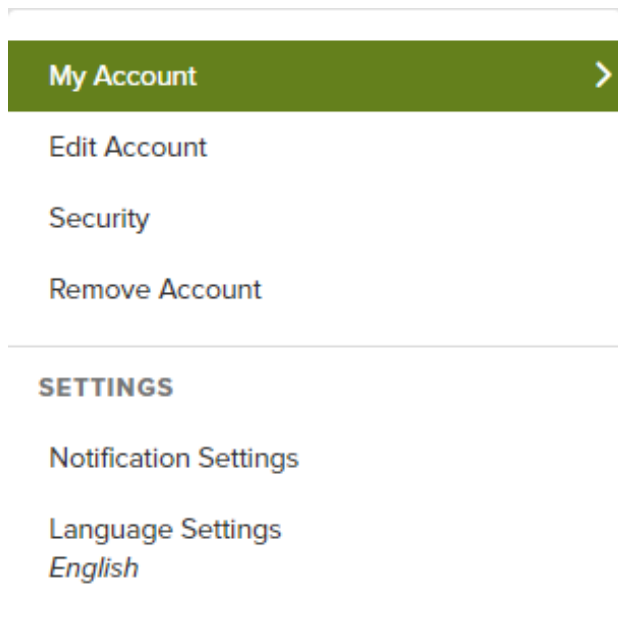 My Account
Edit Account
Security
Remove Account
SETTINGS
Notification Settings
Language Settings
English